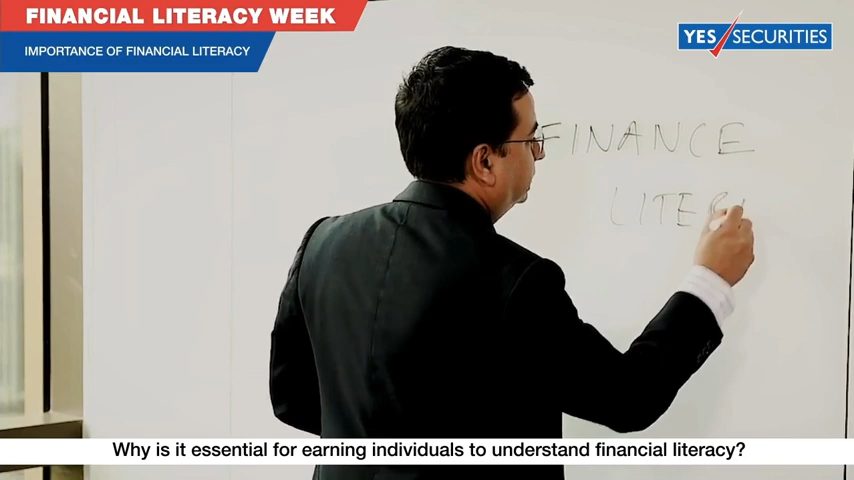 FINANCIAL LITERACY WEEK
IMPORTANCE OF FINANCIAL LITERACY
YES SECURITIES
FINANCE
LITER
Why is it essential for earning individuals to understand financial literacy?